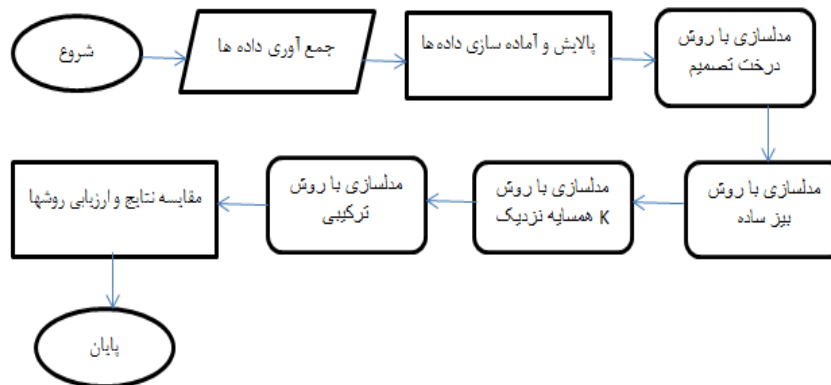 شروع
جمع آوری داده ها
پالایش و آماده سازی داده ها
مدلسازی با روش
درخت تصمیم
مدلسازی با روش
بیز ساده
مدلسازی با روش
K همسایه نزدیک
مدلسازی با روش
ترکیبی
مقایسه نتایج و ارزیابی روشها
پایان